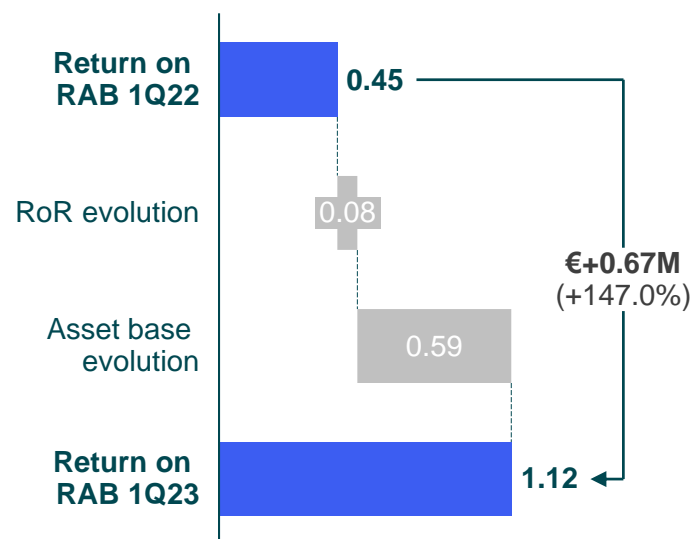 Return on
RAB 1Q22
0.45
RoR evolution
0.08
€+0.67M
(+147.0%)
Asset base
evolution
0.59
Return on
RAB 1Q23
1.12